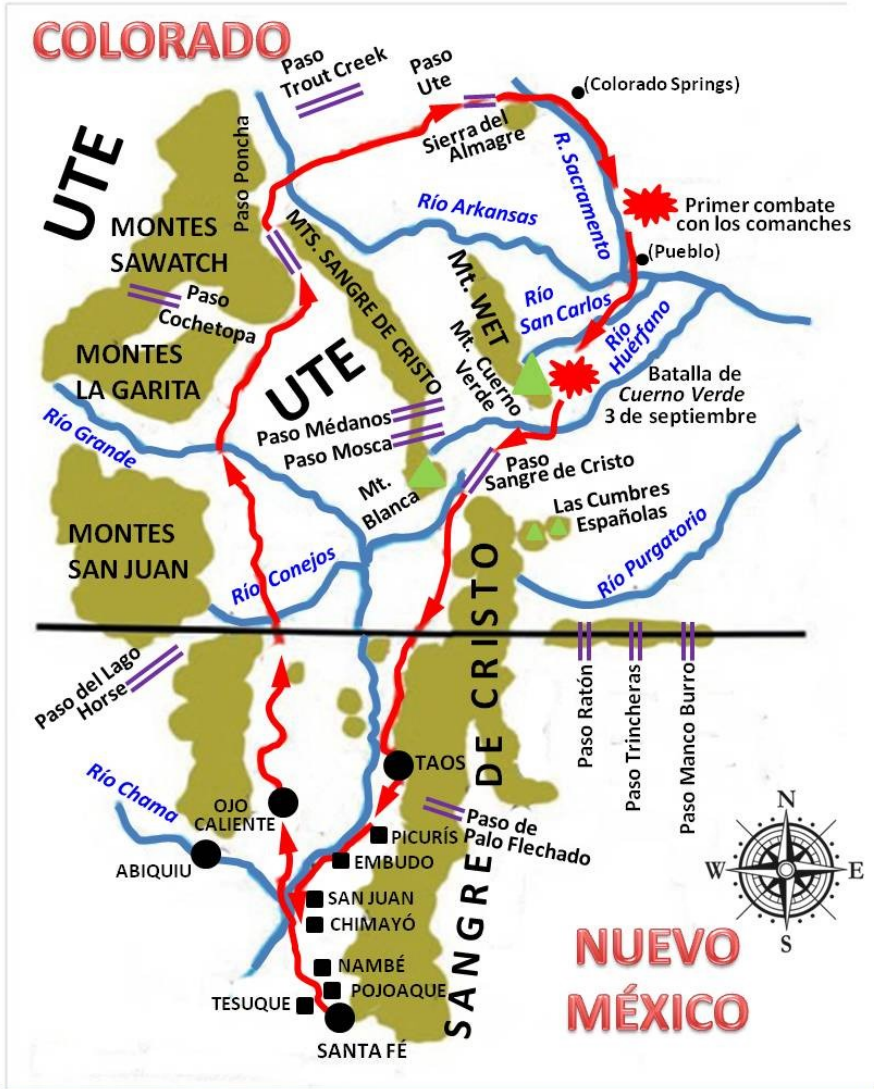 COLORADO
Paso
Trout Creek
Paso
Ute
(Colorado Springs)
Sierra del
Almagre
UTE
Paso Poncha
R. Sacramento
Río Arkansas
Primer combate
con los comanches
(Pueblo)
MONTES
SAWATCH
MTS. SANGRE DE CRISTO
Mt. WET
Río
San Carlos
Paso
Cochetopa
Río
Huérfano
Mt. Cuerno
Verde
MONTES
LA GARITA
UTE
Batalla de
Cuerno Verde
3 de septiembre
Río
Grande
Paso Médanos
Paso Mosca
Paso
Sangre de Cristo
Mt.
Blanca
Las Cumbres
Españolas
MONTES
SAN JUAN
Río Conejos
Río Purgatorio
SANGRE DE CRISTO
Paso del Lago
Horse
Paso Ratón
Paso Trincheras
Paso Manco Burro
Río Chama
TAOS
OJO
CALIENTE
Paso de
Palo Flechado
PICURÍS
EMBUDO
ABIQUIU
N
W
E
S
SAN JUAN
CHIMAYÓ
NAMBÉ
POJOAQUE
TESUQUE
SANTA FÉ
NUEVO
MÉXICO